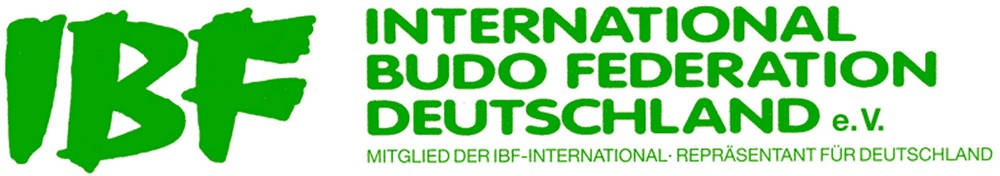 IBF
INTERNATIONAL
BUDO FEDERATION
DEUTSCHLAND e.V.
MITGLIED DER IBF-INTERNATIONAL· REPRÄSENTANT FÜR DEUTSCHLAND